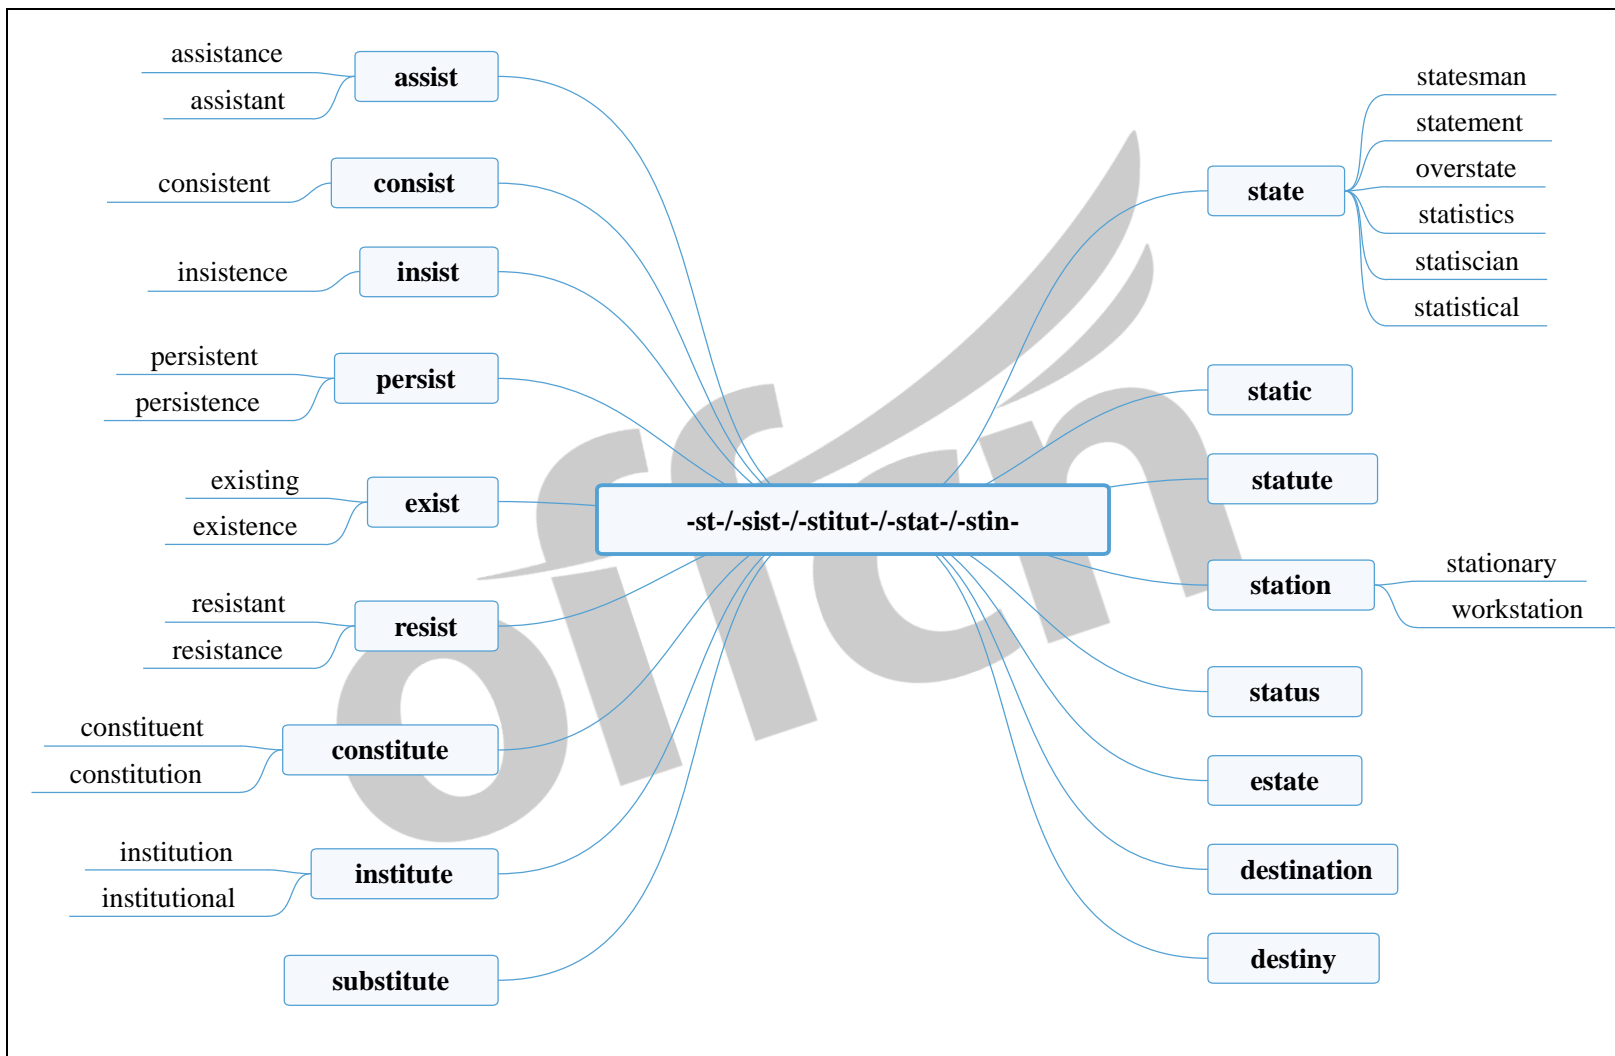 assistance
assistant
assist
consistent
consist
insistence
insist
persistent
persistence
persist
existing
existence
exist
resistant
resistance
resist
constituent
constitution
constitute
institution
institutional
institute
substitute
-st-/-sist-/-stitut-/-stat-/-stin-
state
statesman
statement
overstate
statistics
statiscian
statistical
static
statute
station
stationary
workstation
status
estate
destination
destiny
offcn